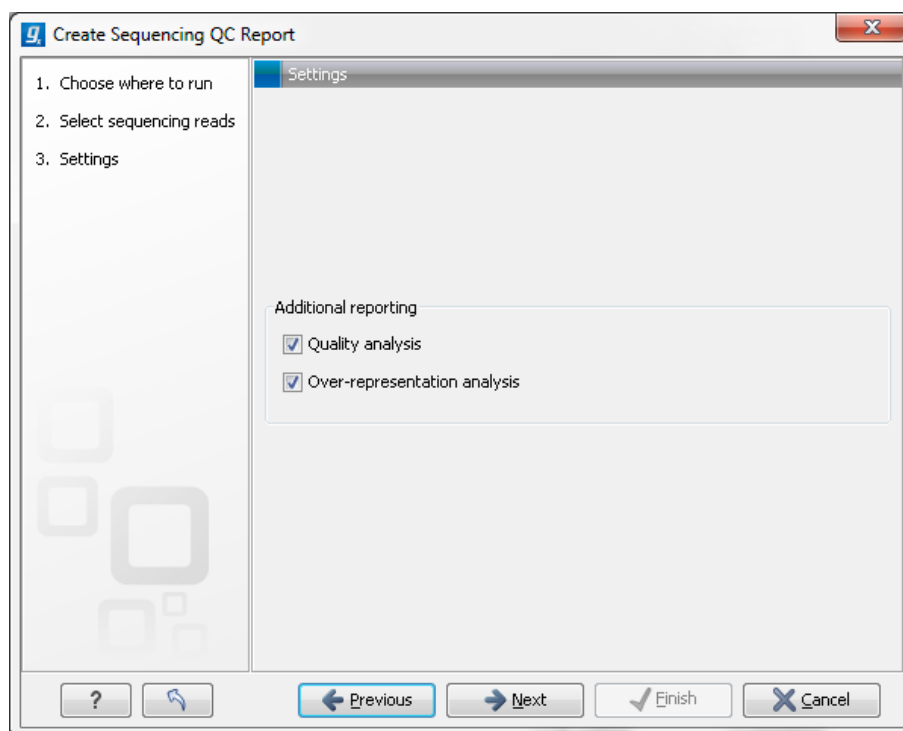 Create Sequencing QC Report
1. Choose where to run
2. Select sequencing reads
3. Settings
Settings
Additional reporting
Quality analysis
Over-representation analysis
?
Previous
Next
Finish
Cancel